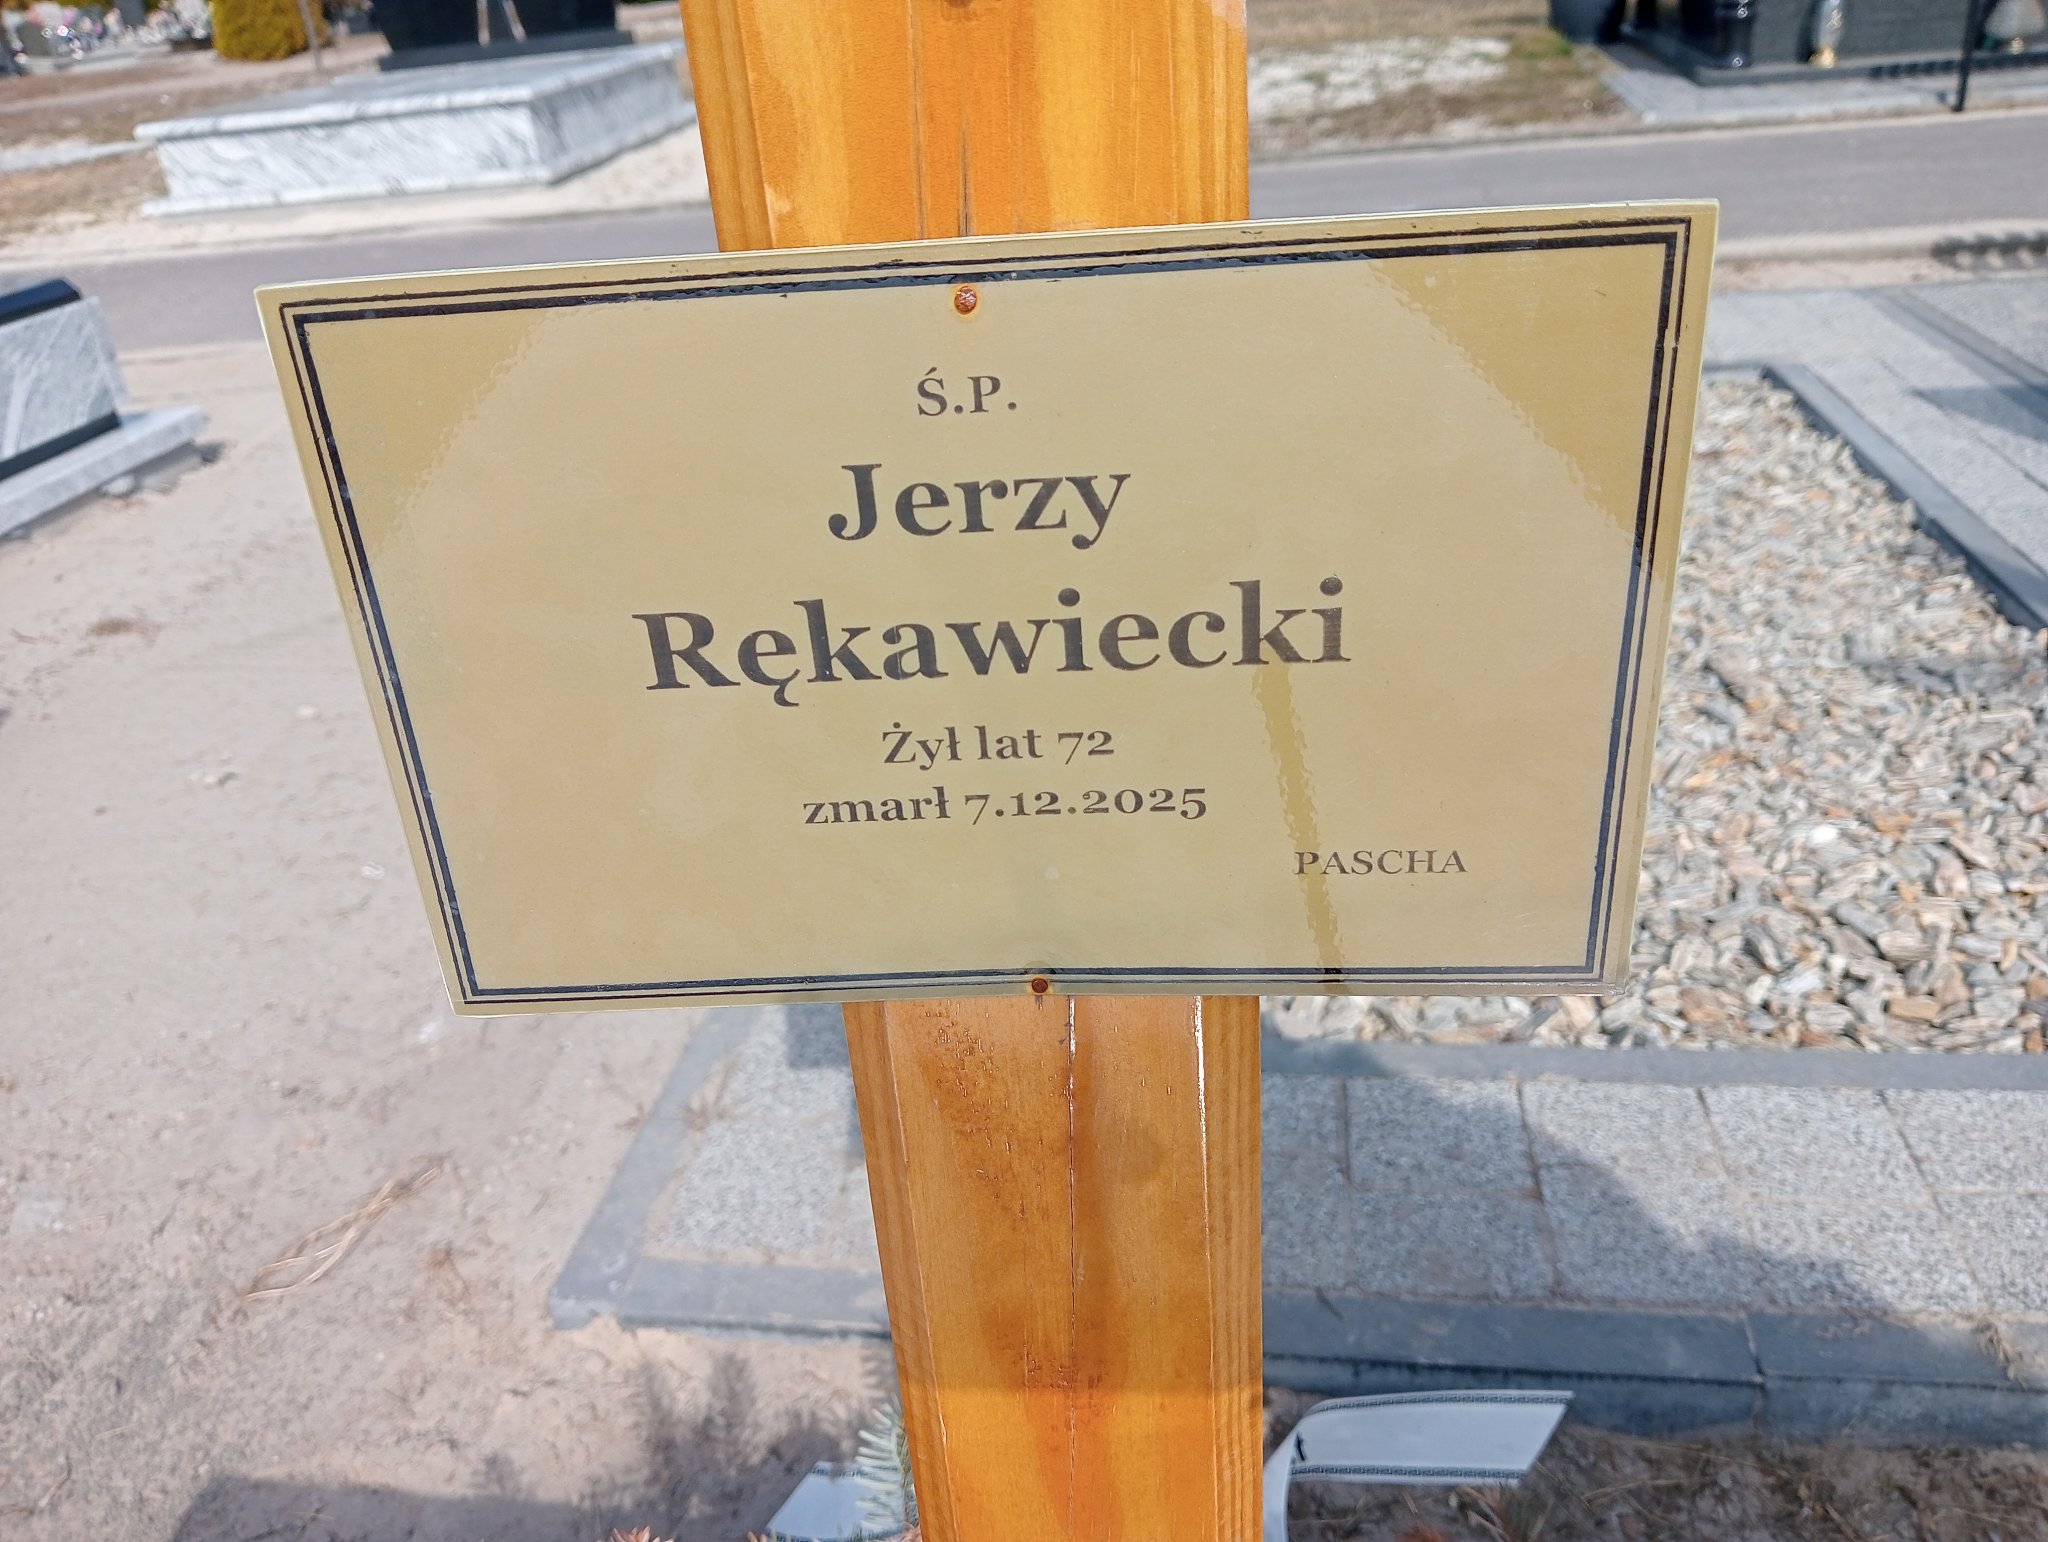 Ś.P.
Jerzy
Rękawiecki
Żył lat 72
zmarł 7.12.2025
PASCHA